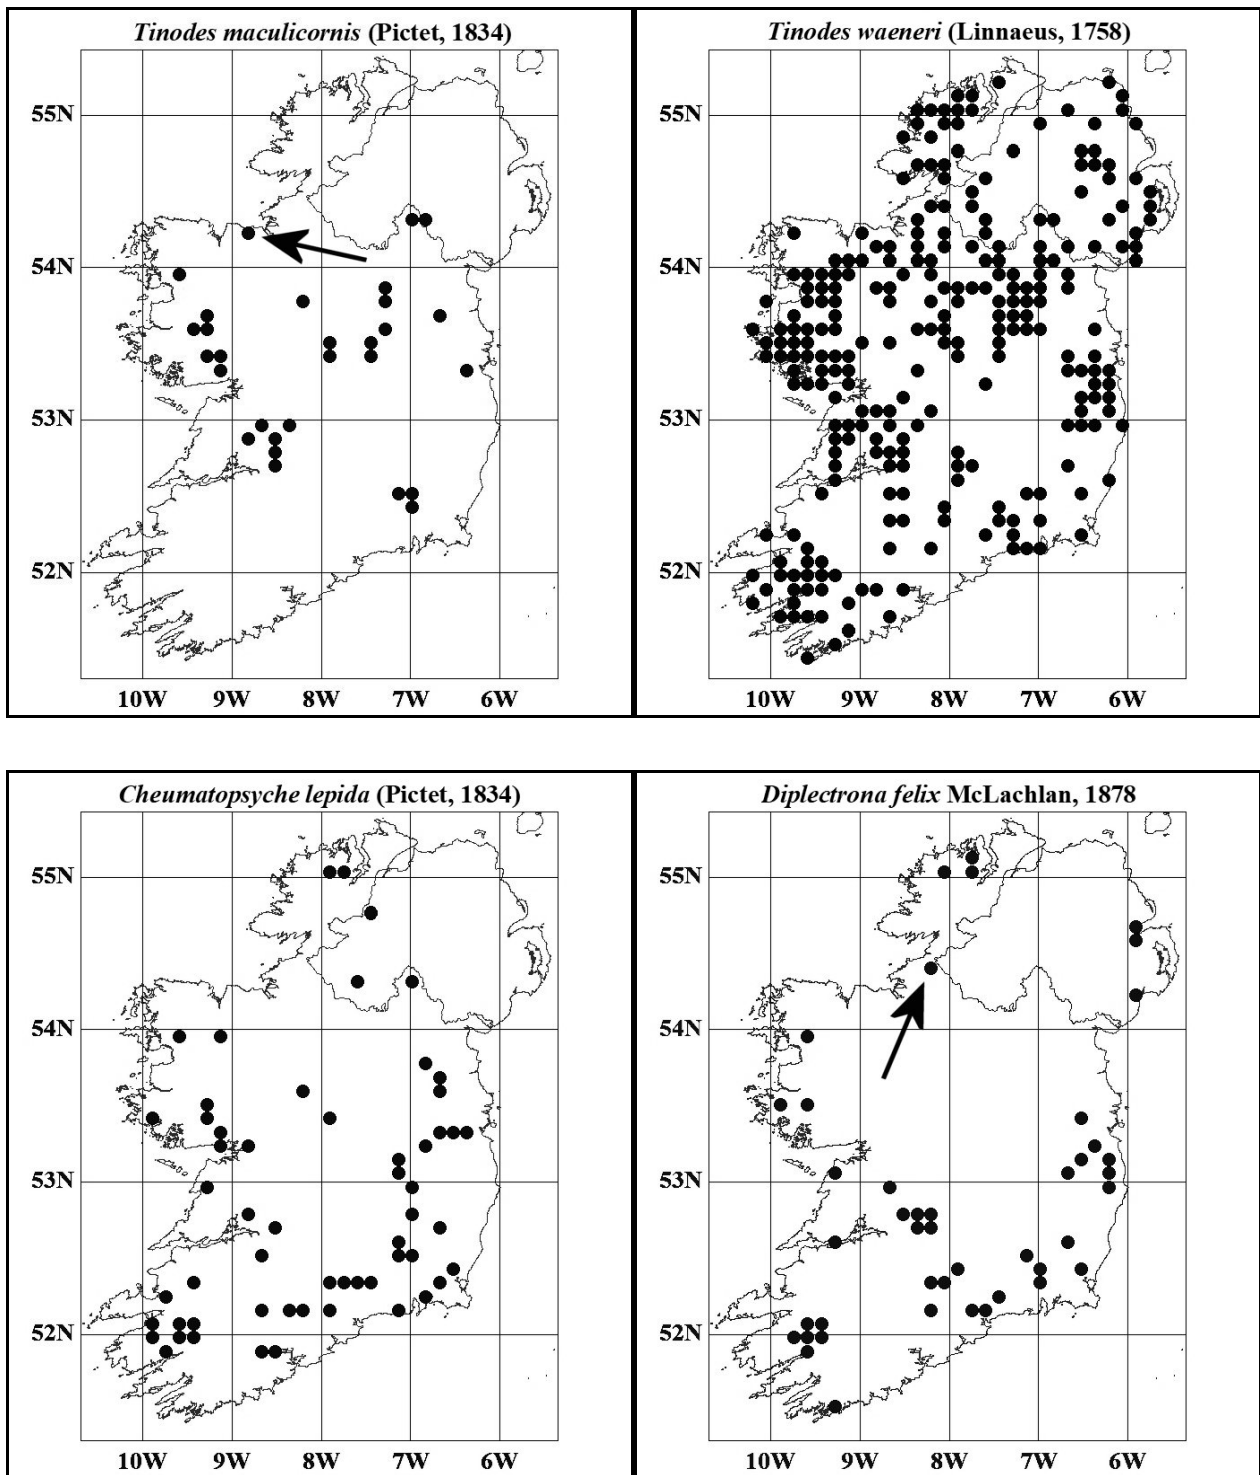 Tinodes maculicornis (Pictet, 1834)
55N
54N
53N
52N
10W 9W 8W 7W 6W
Tinodes waeneri (Linnaeus, 1758)
55N
54N
53N
52N
10W 9W 8W 7W 6W
Cheumatopsyche lepida (Pictet, 1834)
55N
54N
53N
52N
10W 9W 8W 7W 6W
Diplectrona felix McLachlan, 1878
55N
54N
53N
52N
10W 9W 8W 7W 6W